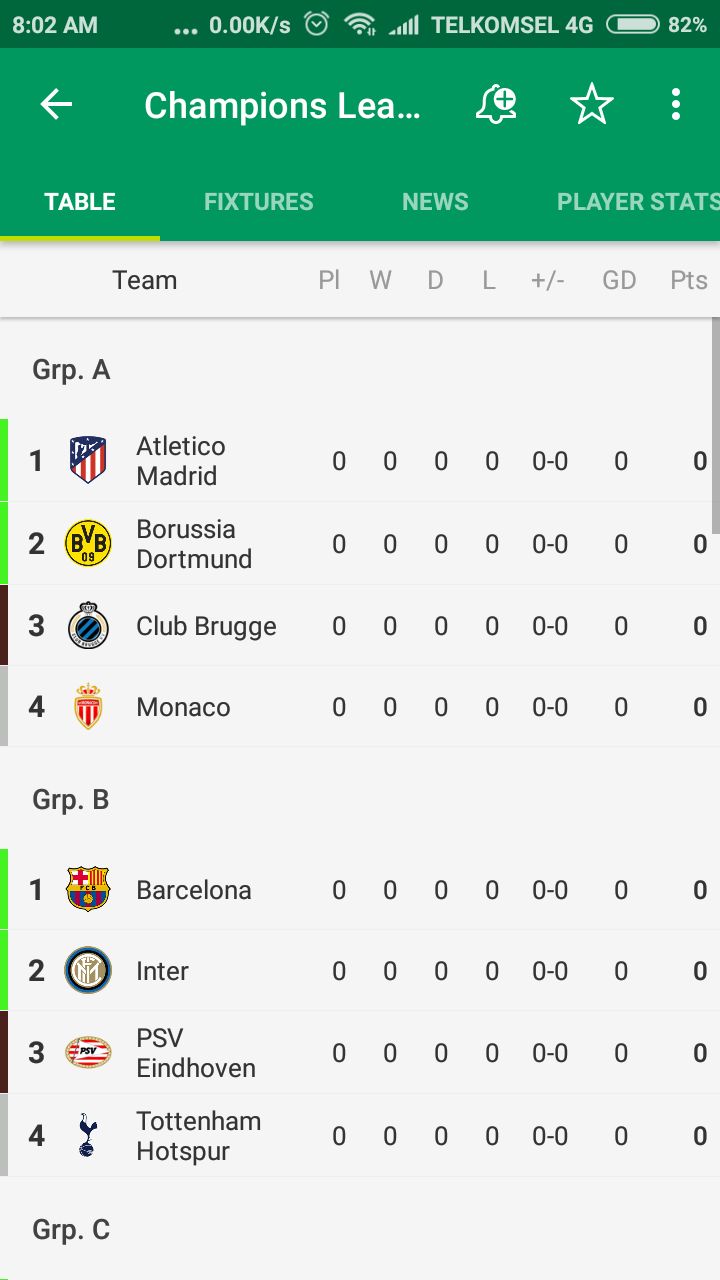 8:02 AM ... 0.00K/s TELKOMSEL 4G 82%
Champions Lea...
TABLE FIXTURES NEWS PLAYER STATS
Team Pl W D L +/- GD Pts
Grp. A
1 Atletico Madrid 0 0 0 0 0-0 0 0
2 BVB 09 Borussia Dortmund 0 0 0 0 0-0 0 0
3 Club Brugge 0 0 0 0 0-0 0 0
4 Monaco 0 0 0 0 0-0 0 0
Grp. B
1 FCB Barcelona 0 0 0 0 0-0 0 0
2 Inter 0 0 0 0 0-0 0 0
3 PSV PSV Eindhoven 0 0 0 0 0-0 0 0
4 Tottenham Hotspur 0 0 0 0 0-0 0 0
Grp. C